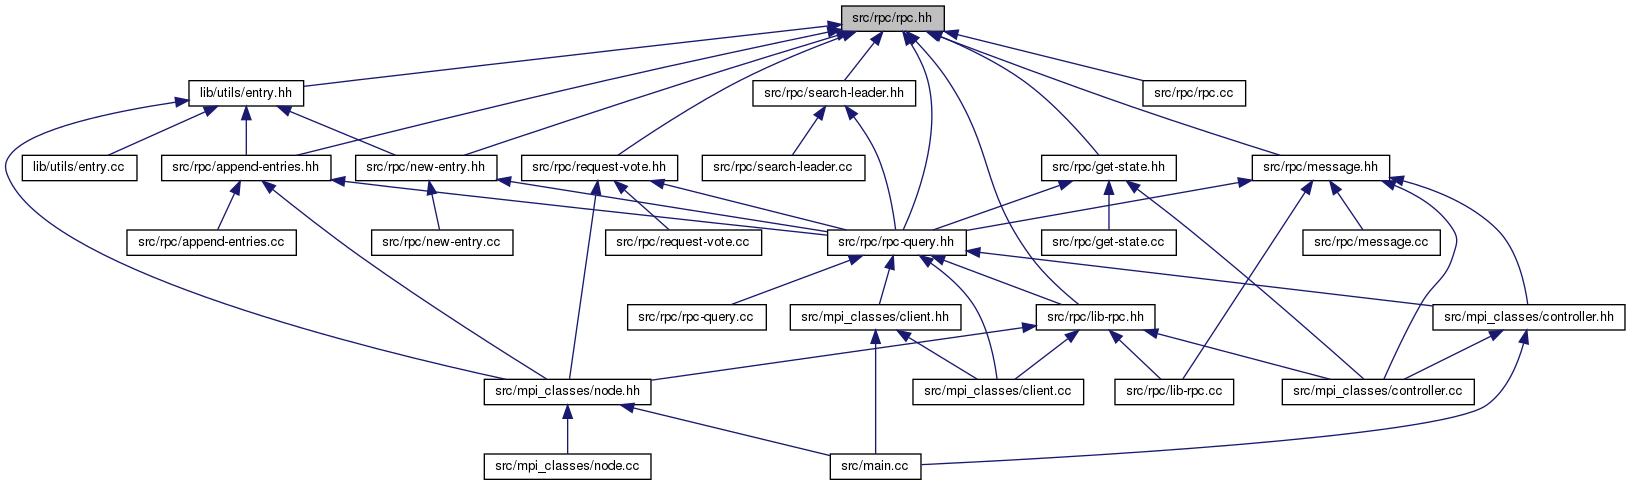 src/rpc/rpc.hh
lib/utils/entry.hh
src/rpc/search-leader.hh
src/rpc/rpc.cc
lib/utils/entry.cc
src/rpc/append-entries.hh
src/rpc/new-entry.hh
src/rpc/request-vote.hh
src/rpc/search-leader.cc
src/rpc/get-state.hh
src/rpc/message.hh
src/rpc/append-entries.cc
src/rpc/new-entry.cc
src/rpc/request-vote.cc
src/rpc/rpc-query.hh
src/rpc/get-state.cc
src/rpc/message.cc
src/rpc/rpc-query.cc
src/mpi_classes/client.hh
src/rpc/lib-rpc.hh
src/mpi_classes/controller.hh
src/mpi_classes/node.hh
src/mpi_classes/client.cc
src/rpc/lib-rpc.cc
src/mpi_classes/controller.cc
src/mpi_classes/node.cc
src/main.cc